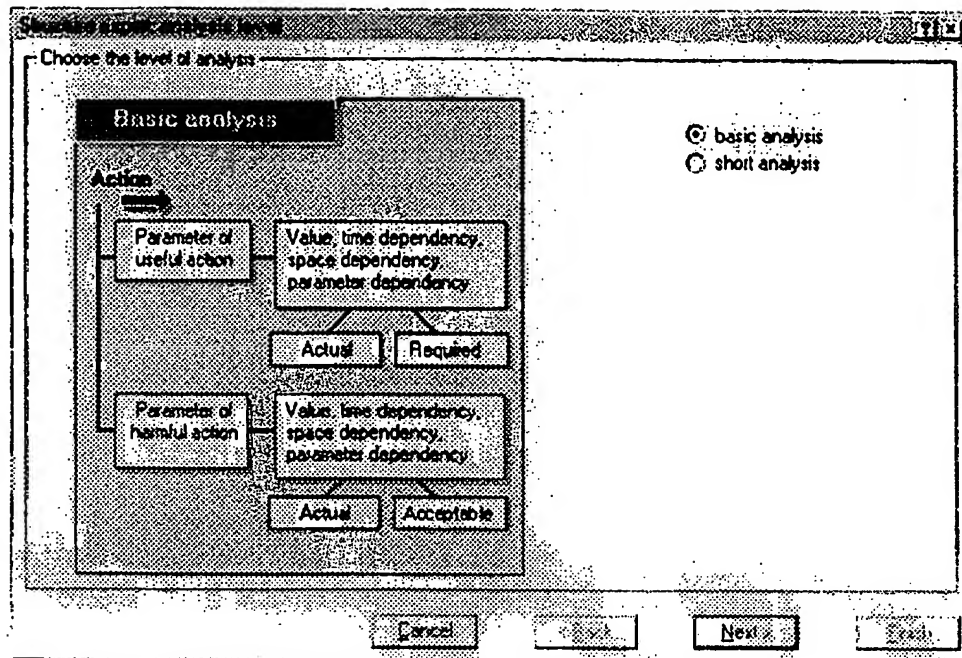 analysis level
Choose the level of analysis
Basic analysis
basic analysis
short analysis
Action
Parameter of
useful action
Value, time dependency,
space dependency,
parameter dependency
Actual
Required
Parameter of
harmful action
Value, time dependency,
space dependency,
parameter dependency
Actual
Acceptable
Cancel
Next >